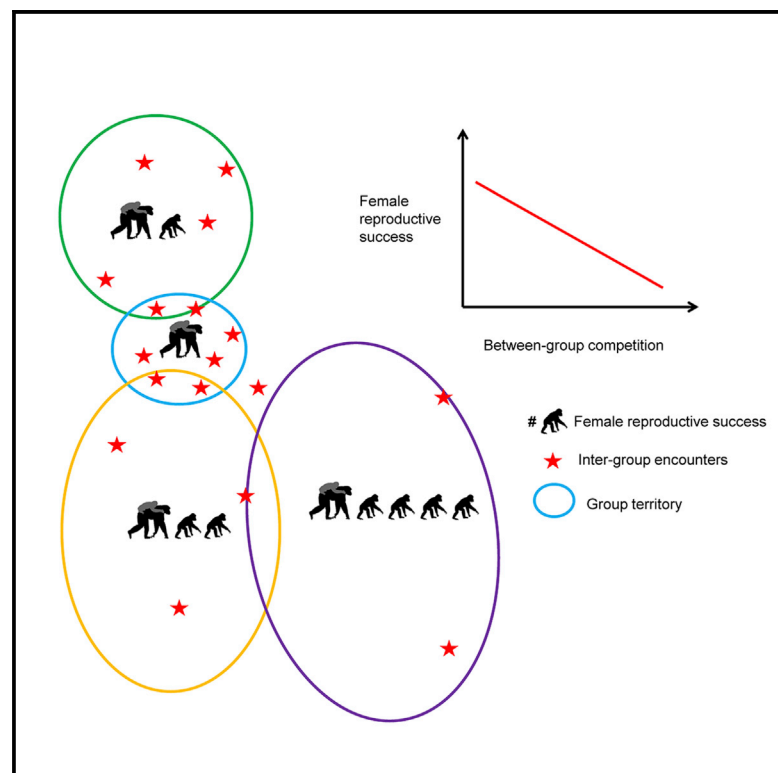 Female
reproductive
success
Between-group competition
# Female reproductive success
Inter-group encounters
Group territory